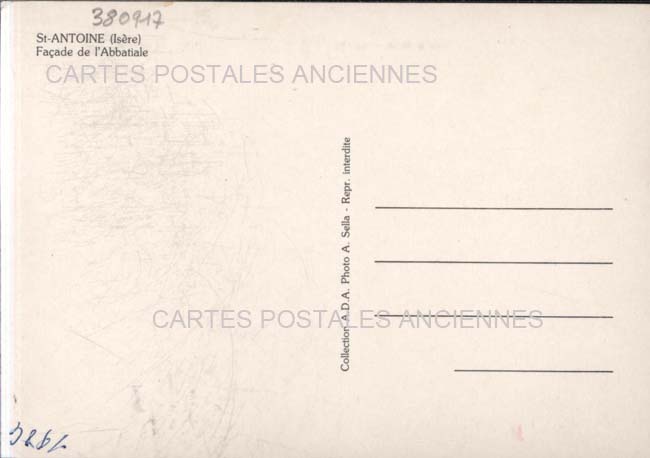 380917
St-ANTOINE (Isère)
Façade de l'Abbatiale
CARTES POSTALES ANCIENNES
Collection A.D.A. Photo A. Sella - Repr. interdite
CARTES POSTALES ANCIENNES